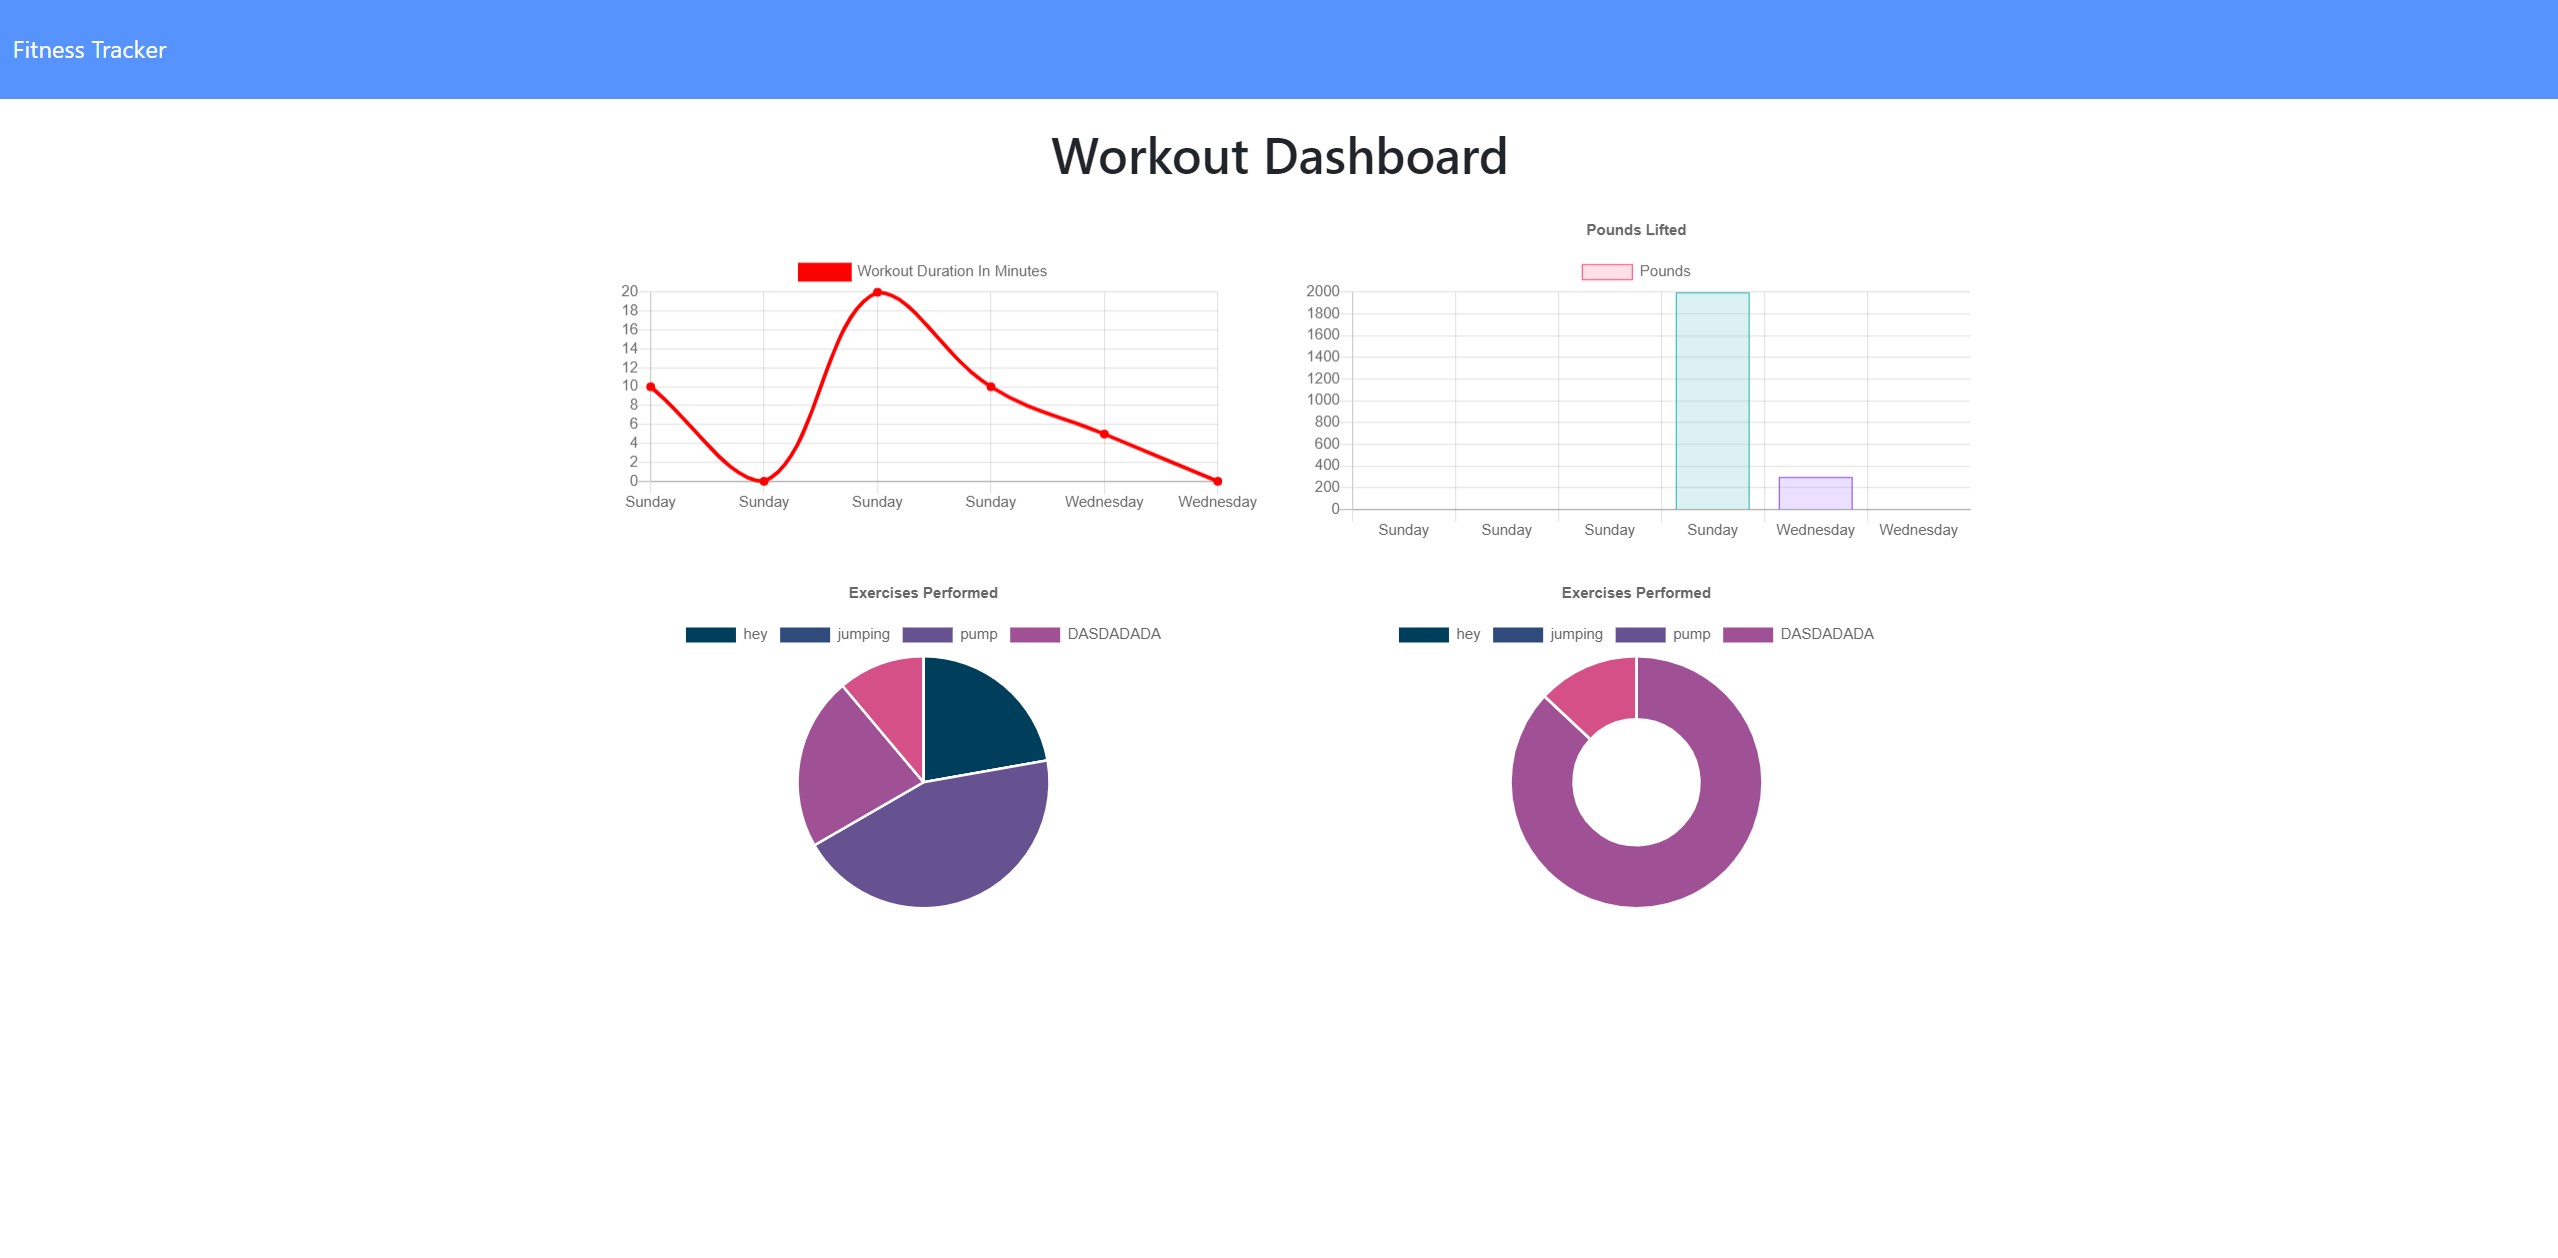 Fitness Tracker
Workout Dashboard
Workout Duration In Minutes
20
18
16
14
12
10
8
6
4
2
0
Sunday Sunday Sunday Sunday Wednesday Wednesday
Pounds Lifted
Pounds
2000
1800
1600
1400
1200
1000
800
600
400
200
0
Sunday Sunday Sunday Sunday Wednesday Wednesday
Exercises Performed
hey jumping pump DASDADADA
Exercises Performed
hey jumping pump DASDADADA